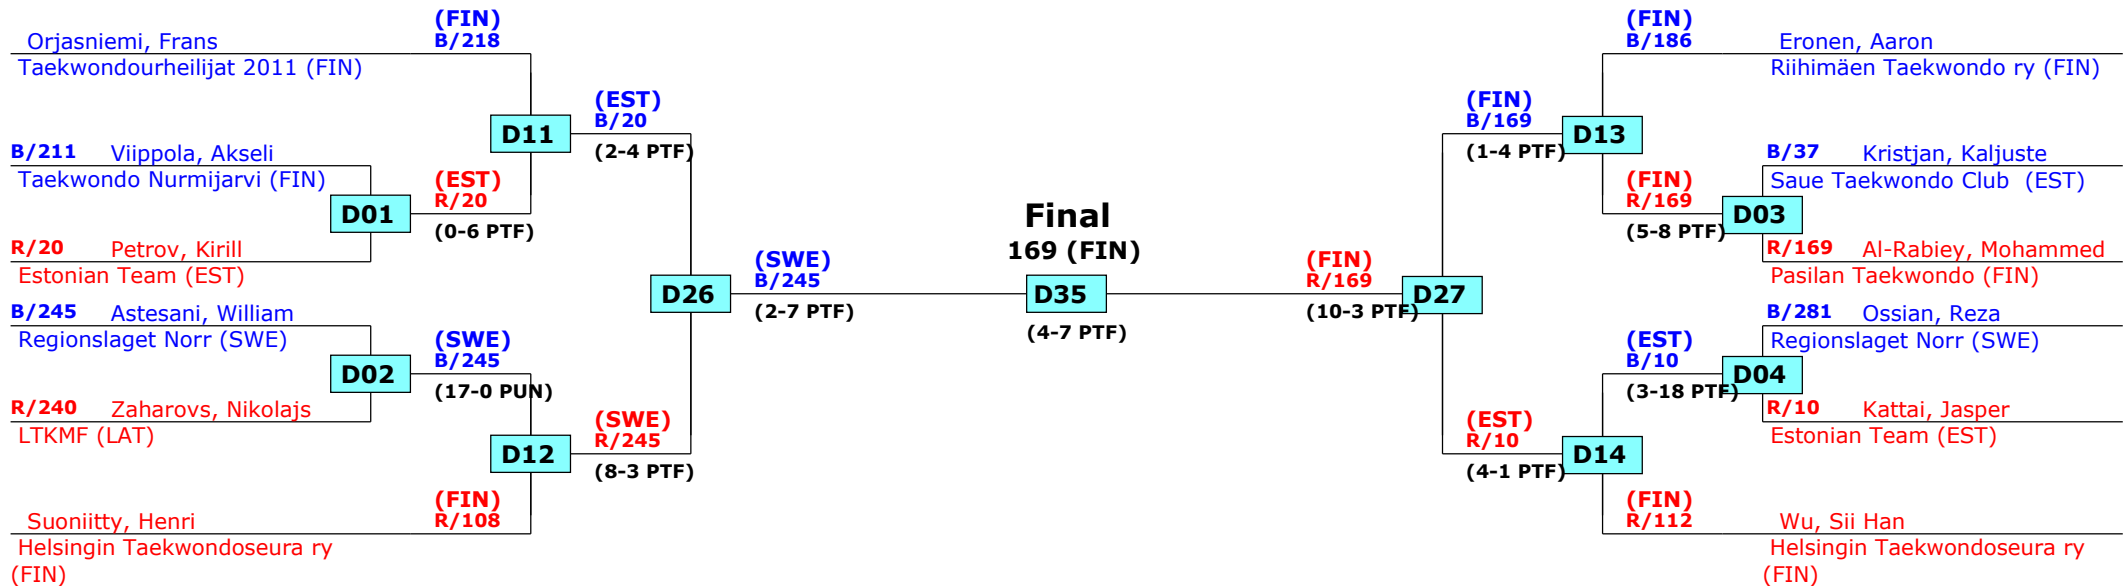 (FIN)
B/218
Orjasniemi, Frans
Taekwondourheilijat 2011 (FIN)
D11
(EST)
B/20
(2-4 PTF)
B/211 Viippola, Akseli
Taekwondo Nurmijarvi (FIN)
D01
(EST)
R/20
(0-6 PTF)
R/20 Petrov, Kirill
Estonian Team (EST)
D26
(SWE)
B/245
(2-7 PTF)
B/245 Astesani, William
Regionslaget Norr (SWE)
D02
(SWE)
B/245
(17-0 PUN)
R/240 Zaharovs, Nikolajs
LTKMF (LAT)
D12
(SWE)
R/245
(8-3 PTF)
(FIN)
R/108
Suoniitty, Henri
Helsingin Taekwondoseura ry
(FIN)
Final
169 (FIN)
D35
(4-7 PTF)
(FIN)
B/186
Eronen, Aaron
Riihimäen Taekwondo ry (FIN)
(FIN)
B/169
D13
(1-4 PTF)
B/37 Kristjan, Kaljuste
Saue Taekwondo Club (EST)
(FIN)
R/169
D03
(5-8 PTF)
R/169 Al-Rabiey, Mohammed
Pasilan Taekwondo (FIN)
(FIN)
R/169
D27
(10-3 PTF)
B/281 Ossian, Reza
Regionslaget Norr (SWE)
(EST)
B/10
D04
(3-18 PTF)
R/10 Kattai, Jasper
Estonian Team (EST)
(EST)
R/10
D14
(4-1 PTF)
(FIN)
R/112
Wu, Sii Han
Helsingin Taekwondoseura ry
(FIN)